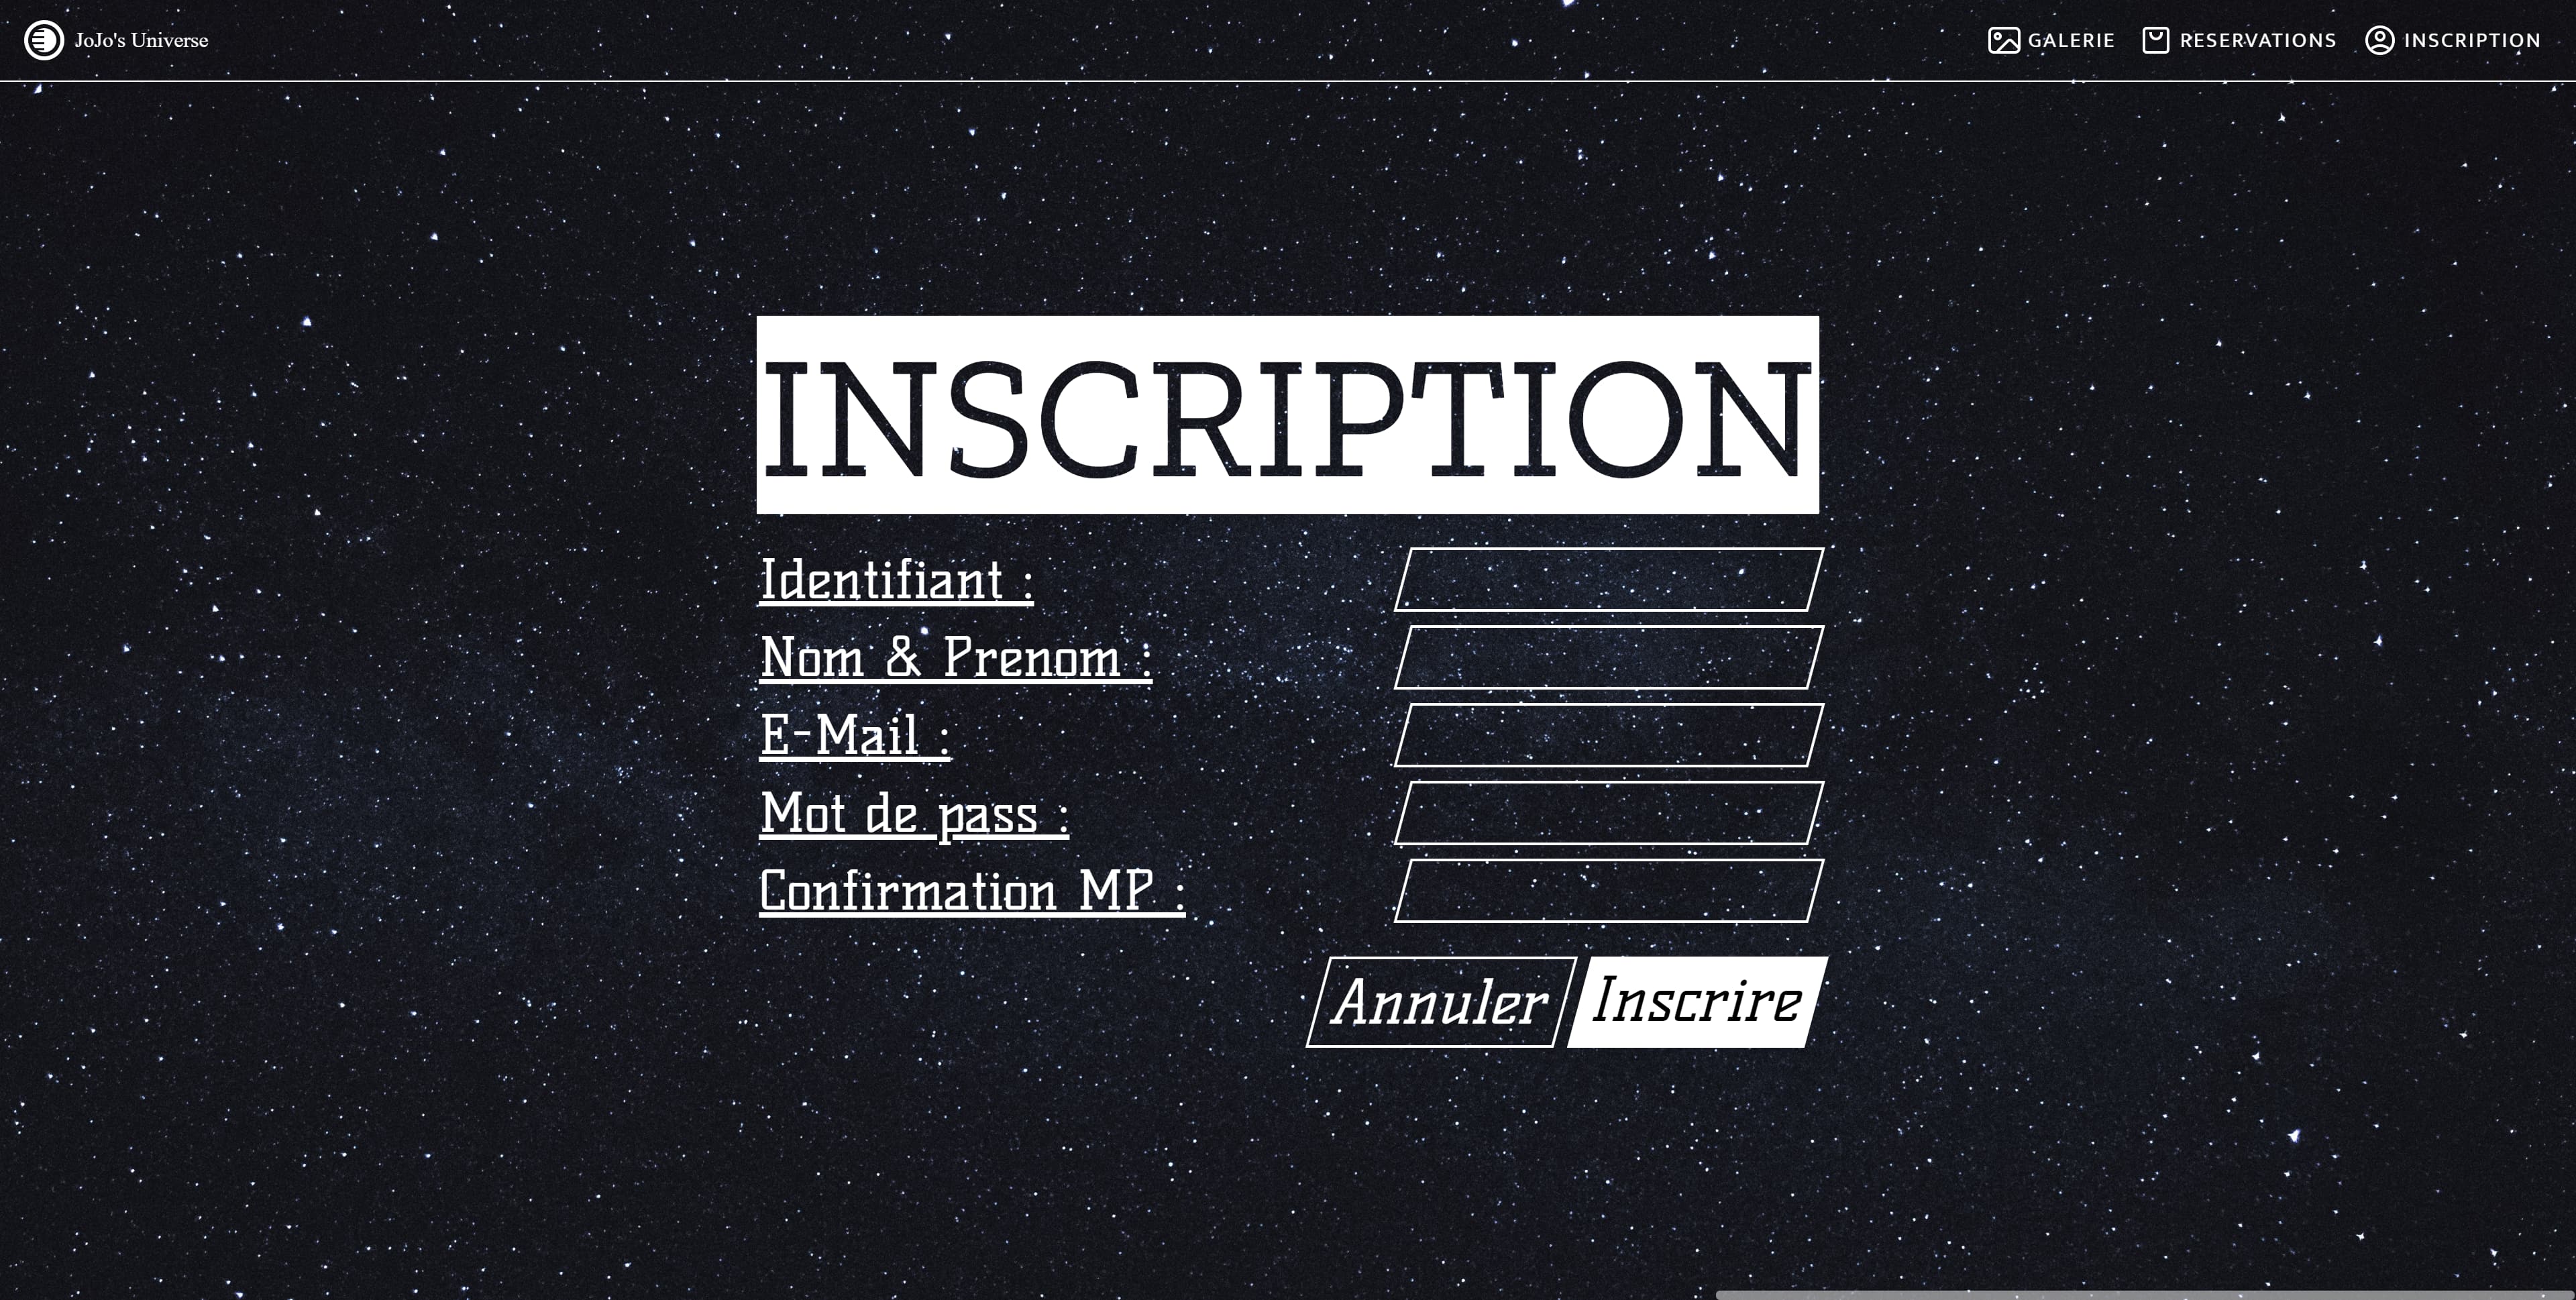 JoJo's Universe
GALERIE
RESERVATIONS
INSCRIPTION
INSCRIPTION
Identifiant :
Nom & Prenom :
E-Mail :
Mot de pass :
Confirmation MP :
Annuler
Inscrire